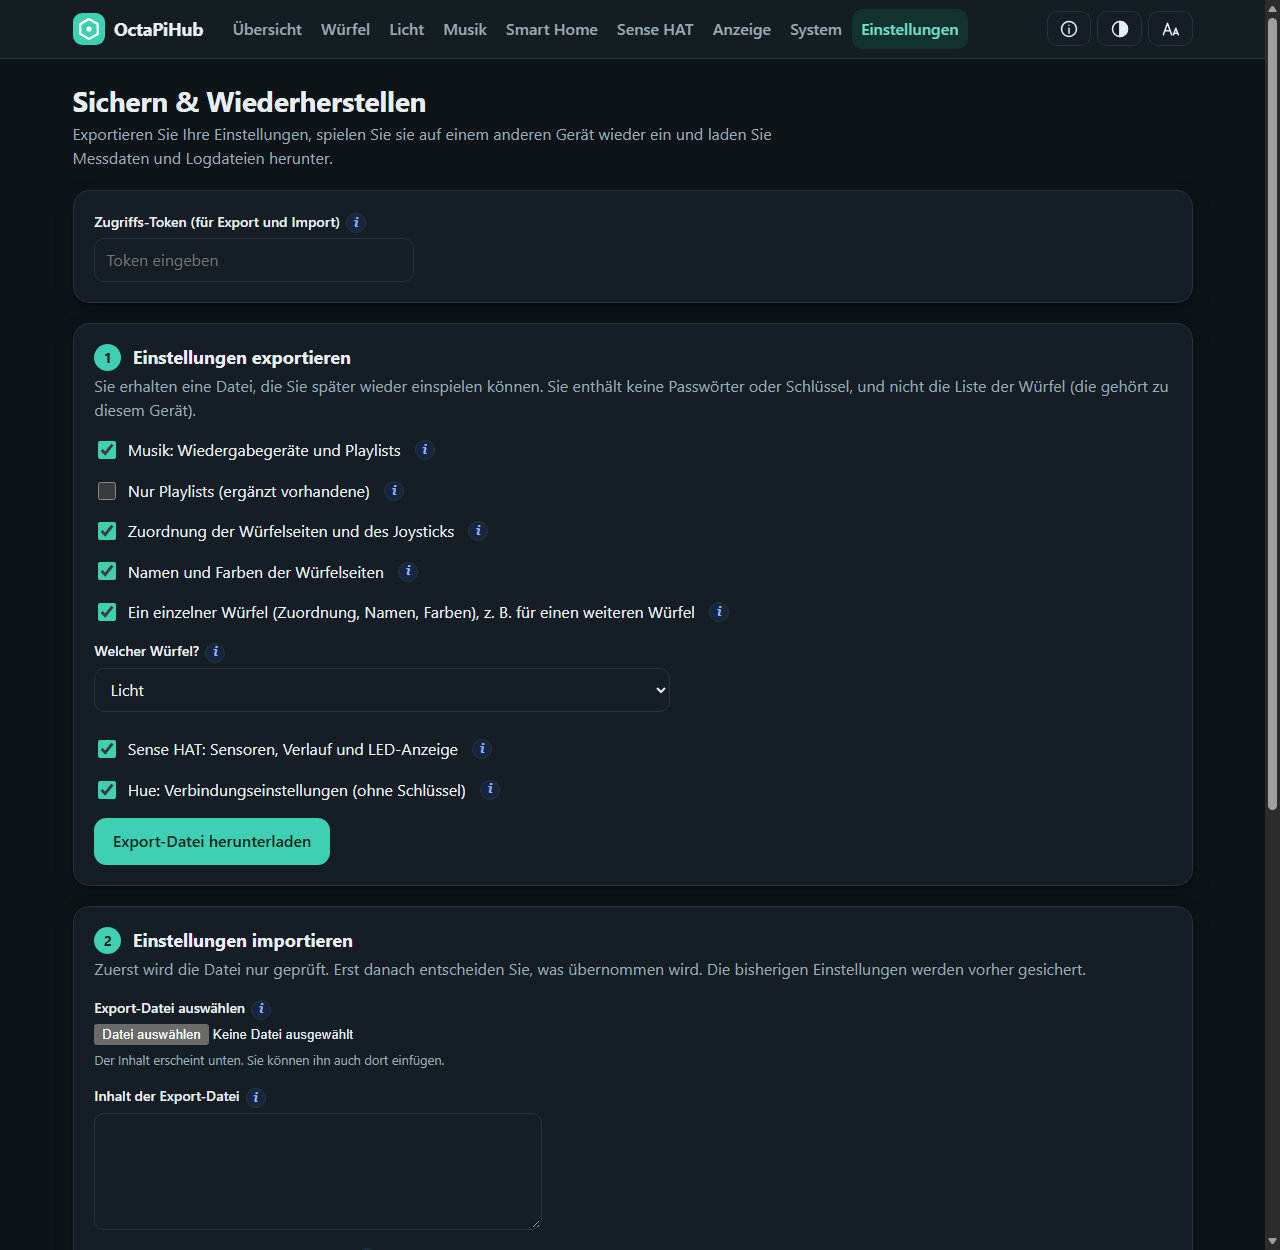 OctaPiHub Übersicht Würfel Licht Musik Smart Home Sense HAT Anzeige System Einstellungen AA
Sichern & Wiederherstellen
Exportieren Sie Ihre Einstellungen, spielen Sie sie auf einem anderen Gerät wieder ein und laden Sie
Messdaten und Logdateien herunter.
Zugriffs-Token (für Export und Import) i
Token eingeben
1 Einstellungen exportieren
Sie erhalten eine Datei, die Sie später wieder einspielen können. Sie enthält keine Passwörter oder Schlüssel, und nicht die Liste der Würfel (die gehört zu
diesem Gerät).
Musik: Wiedergabegeräte und Playlists i
Nur Playlists (ergänzt vorhandene) i
Zuordnung der Würfelseiten und des Joysticks i
Namen und Farben der Würfelseiten i
Ein einzelner Würfel (Zuordnung, Namen, Farben), z. B. für einen weiteren Würfel i
Welcher Würfel? i
Licht
Sense HAT: Sensoren, Verlauf und LED-Anzeige i
Hue: Verbindungseinstellungen (ohne Schlüssel) i
Export-Datei herunterladen
2 Einstellungen importieren
Zuerst wird die Datei nur geprüft. Erst danach entscheiden Sie, was übernommen wird. Die bisherigen Einstellungen werden vorher gesichert.
Export-Datei auswählen i
Datei auswählen Keine Datei ausgewählt
Der Inhalt erscheint unten. Sie können ihn auch dort einfügen.
Inhalt der Export-Datei i